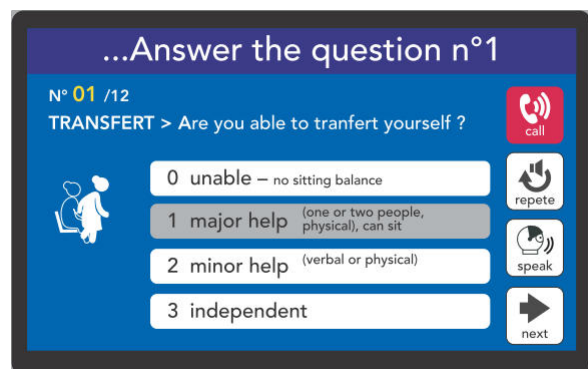 ...Answer the question n°1
N° 01 /12
TRANSFERT > Are you able to tranfert yourself ?
call
0 unable – no sitting balance
repete
1 major help (one or two people,
physical), can sit
2 minor help (verbal or physical)
speak
3 independent
next